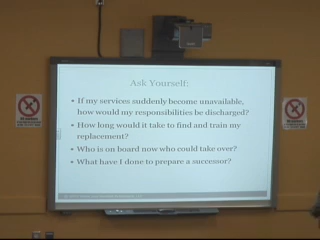 Ask Yourself:
• If my services suddenly become unavailable,
how would my responsibilities be discharged?
• How long would it take to find and train my
replacement?
• Who is on board now who could take over?
• What have I done to prepare a successor?